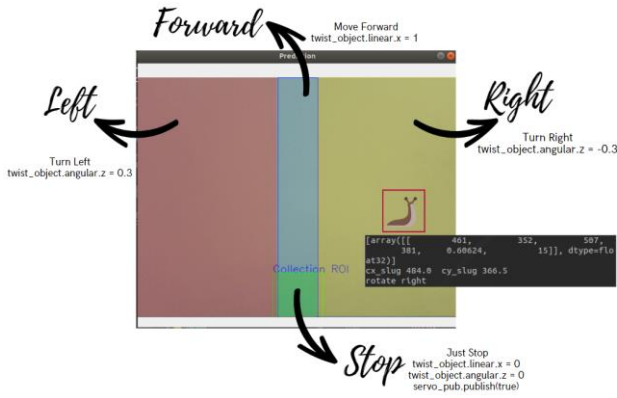 Forward
Move Forward
twist_object.linear.x = 1
Prediction
Left
Right
Turn Left
twist_object.angular.z = 0.3
Turn Right
twist_object.angular.z = -0.3
[array([[ 461, 352, 507,
381, 0.60624, 15]], dtype=flo
at32)]
cx_slug 484.0 cy_slug 366.5
rotate right
Collection ROI
Stop
Just Stop
twist_object.linear.x = 0
twist_object.angular.z = 0
servo_pub.publish(true)